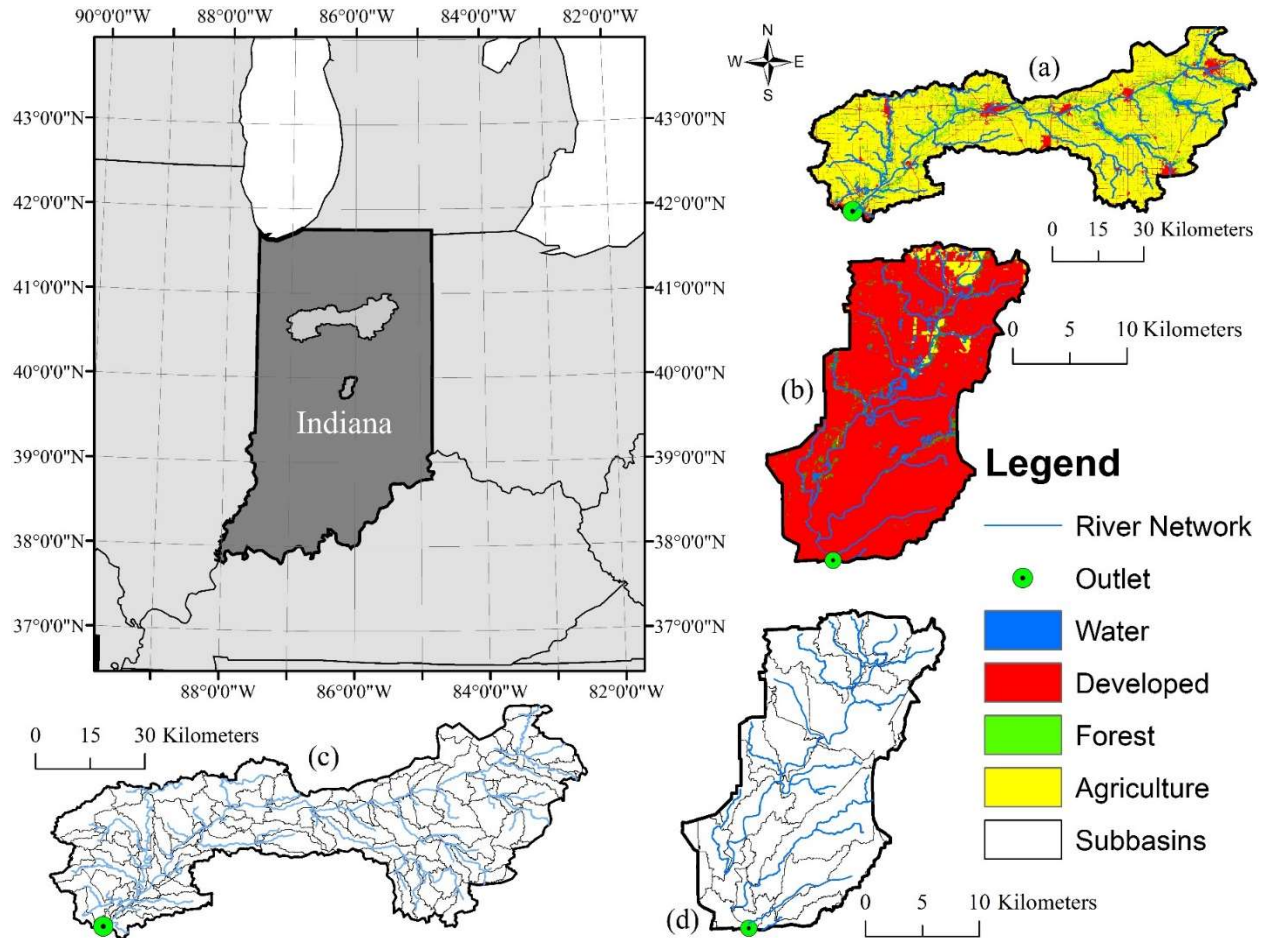 90°0'0"W 88°0'0"W 86°0'0"W 84°0'0"W 82°0'0"W
43°0'0"N 43°0'0"N
42°0'0"N 42°0'0"N
41°0'0"N 41°0'0"N
40°0'0"N 40°0'0"N
39°0'0"N 39°0'0"N
38°0'0"N 38°0'0"N
37°0'0"N 37°0'0"N
Indiana
88°0'0"W 86°0'0"W 84°0'0"W 82°0'0"W
N
W E
S
(a)
0 15 30 Kilometers
(b)
0 5 10 Kilometers
Legend
River Network
Outlet
Water
Developed
Forest
Agriculture
Subbasins
0 18 30 Kilometers
(c)
(d)
0 5 10 Kilometers